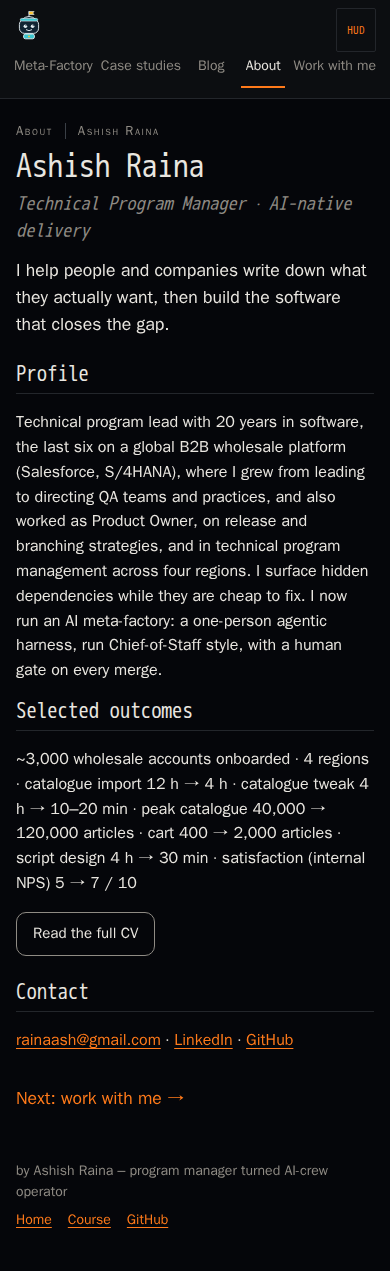 HUD
Meta-Factory Case studies Blog About Work with me
About | Ashish Raina
Ashish Raina
Technical Program Manager · AI-native
delivery
I help people and companies write down what
they actually want, then build the software
that closes the gap.
Profile
Technical program lead with 20 years in software,
the last six on a global B2B wholesale platform
(Salesforce, S/4HANA), where I grew from leading
to directing QA teams and practices, and also
worked as Product Owner, on release and
branching strategies, and in technical program
management across four regions. I surface hidden
dependencies while they are cheap to fix. I now
run an AI meta-factory: a one-person agentic
harness, run Chief-of-Staff style, with a human
gate on every merge.
Selected outcomes
~3,000 wholesale accounts onboarded · 4 regions
· catalogue import 12 h → 4 h · catalogue tweak 4
h → 10–20 min · peak catalogue 40,000 →
120,000 articles · cart 400 → 2,000 articles ·
script design 4 h → 30 min · satisfaction (internal
NPS) 5 → 7 / 10
Read the full CV
Contact
rainaash@gmail.com · LinkedIn · GitHub
Next: work with me →
by Ashish Raina – program manager turned AI-crew
operator
Home Course GitHub